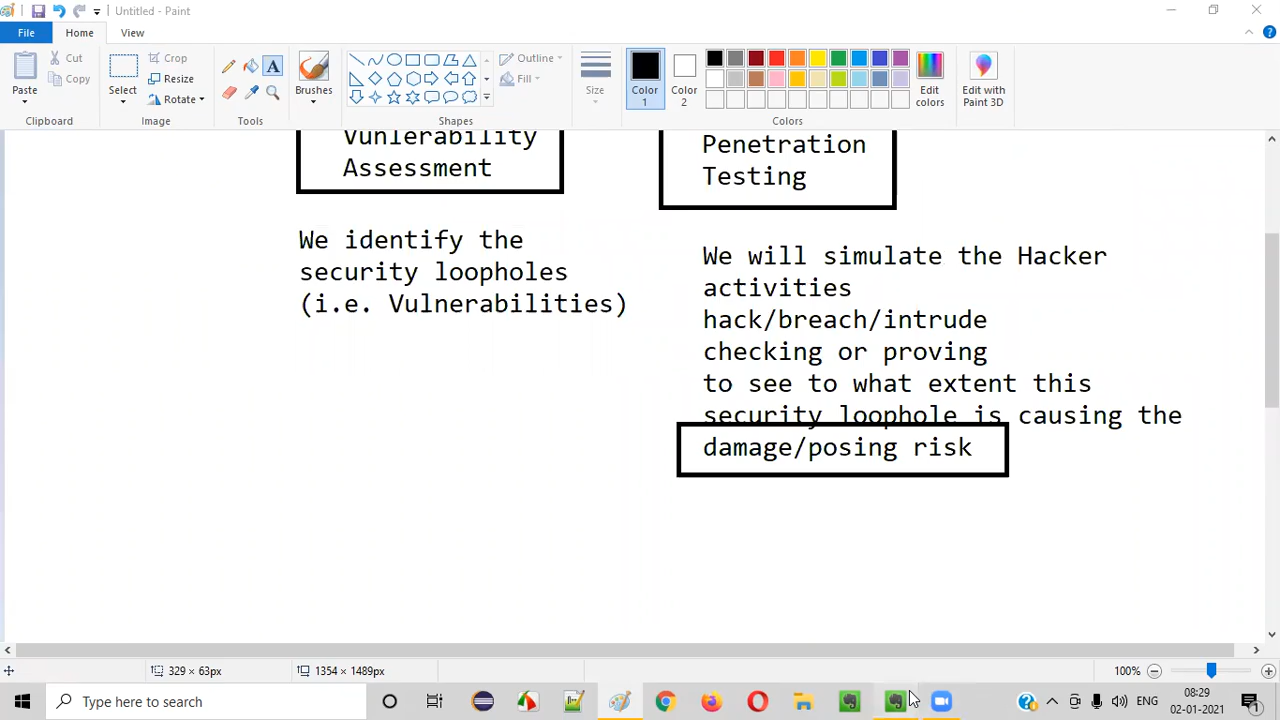 Untitled - Paint
File
Home
View
Paste
Cut
Copy
Clipboard
Select
Crop
Resize
Rotate
Image
Tools
Brushes
Shapes
Outline
Fill
Size
Color
1
Color
2
Edit
colors
Edit with
Paint 3D
Colors
Vunlerability
Assessment
We identify the
security loopholes
(i.e. Vulnerabilities)
Penetration
Testing
We will simulate the Hacker
activities
hack/breach/intrude
checking or proving
to see to what extent this
security loophole is causing the
damage/posing risk
329 × 63px
1354 × 1489px
100%
Type here to search
ENG
08:29
02-01-2021